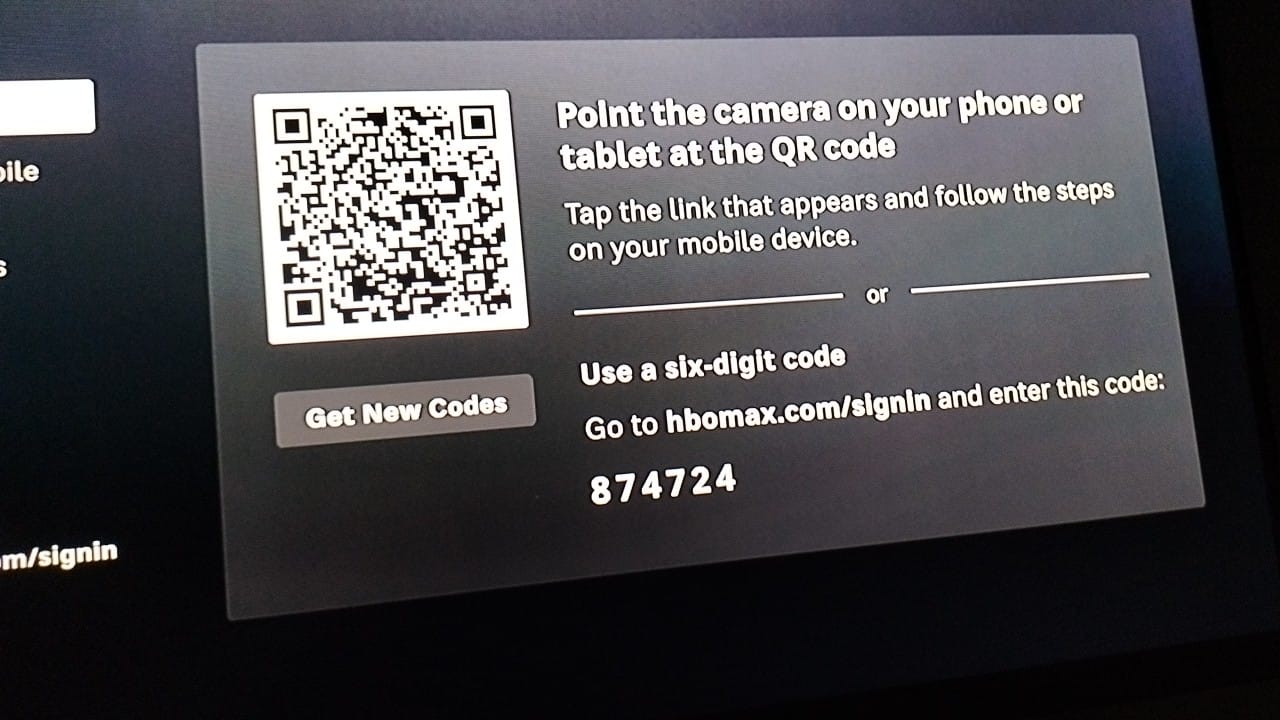 bile
s
om/signin
Point the camera on your phone or
tablet at the QR code
Tap the link that appears and follow the steps
on your mobile device.
or
Use a six-digit code
Go to hbomax.com/signin and enter this code:
874724
Get New Codes